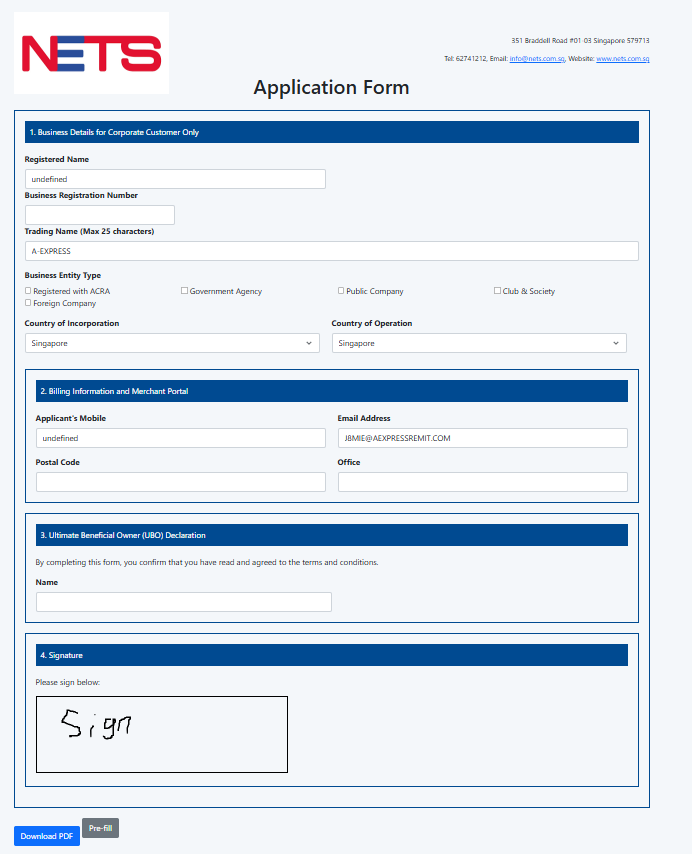 NETS
351 Braddell Road #01-03 Singapore 579713
Tel: 62741212, Email: info@nets.com.sg, Website: www.nets.com.sg
Application Form
1. Business Details for Corporate Customer Only
Registered Name
undefined
Business Registration Number
Trading Name (Max 25 characters)
A-EXPRESS
Business Entity Type
Registered with ACRA Government Agency Public Company Club & Society
Foreign Company
Country of Incorporation Country of Operation
Singapore Singapore
2. Billing Information and Merchant Portal
Applicant's Mobile Email Address
undefined J8MIE@AEXPRESSREMIT.COM
Postal Code Office
3. Ultimate Beneficial Owner (UBO) Declaration
By completing this form, you confirm that you have read and agreed to the terms and conditions.
Name
4. Signature
Please sign below:
Sign
Download PDF Pre-fill